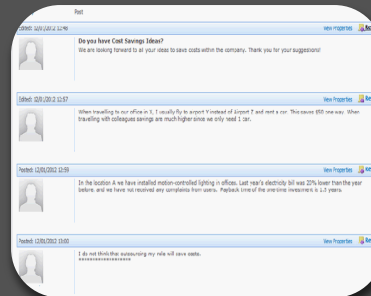 Post
Edited: 12/01/2012 12:49 View Properties
Do you have Cost Savings Ideas?
We are looking forward to all your ideas to save costs within the company. Thank you for your suggestions!
Edited: 12/01/2012 12:57 View Properties
When travelling to our office in X, I usually fly to airport Y instead of Airport Z and rent a car. This saves $50 one way. When
travelling with colleagues savings are much higher since we only need 1 car.
Posted: 12/01/2012 12:59 View Properties
In the location A we have installed motion-controlled lighting in offices. Last year's electricity bill was 20% lower than the year
before, and we have not received any complaints from users. Payback time of the one-time investment is 1.5 years
Posted: 12/01/2012 13:00 View Properties
I do not think that outsourcing my role will save costs.